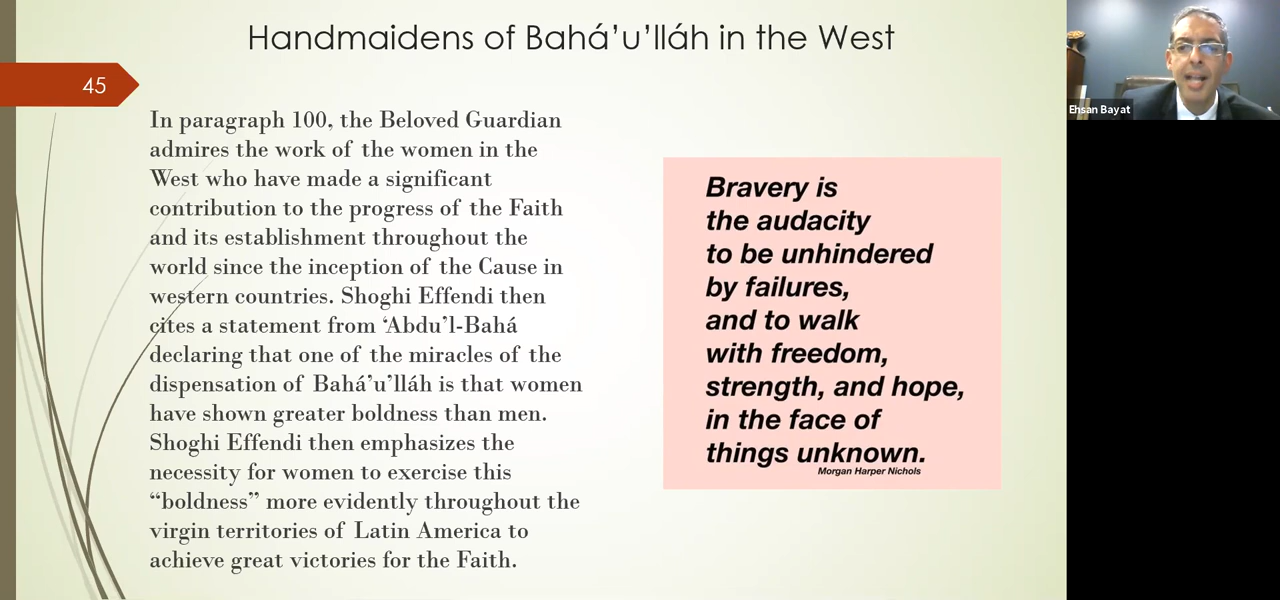 Handmaidens of Bahá’u’lláh in the West
45
In paragraph 100, the Beloved Guardian
admires the work of the women in the
West who have made a significant
contribution to the progress of the Faith
and its establishment throughout the
world since the inception of the Cause in
western countries. Shoghi Effendi then
cites a statement from ‘Abdu’l-Bahá
declaring that one of the miracles of the
dispensation of Bahá’u’lláh is that women
have shown greater boldness than men.
Shoghi Effendi then emphasizes the
necessity for women to exercise this
“boldness” more evidently throughout the
virgin territories of Latin America to
achieve great victories for the Faith.
Bravery is
the audacity
to be unhindered
by failures,
and to walk
with freedom,
strength, and hope,
in the face of
things unknown.
Morgan Harper Nichols
Ehsan Bayat